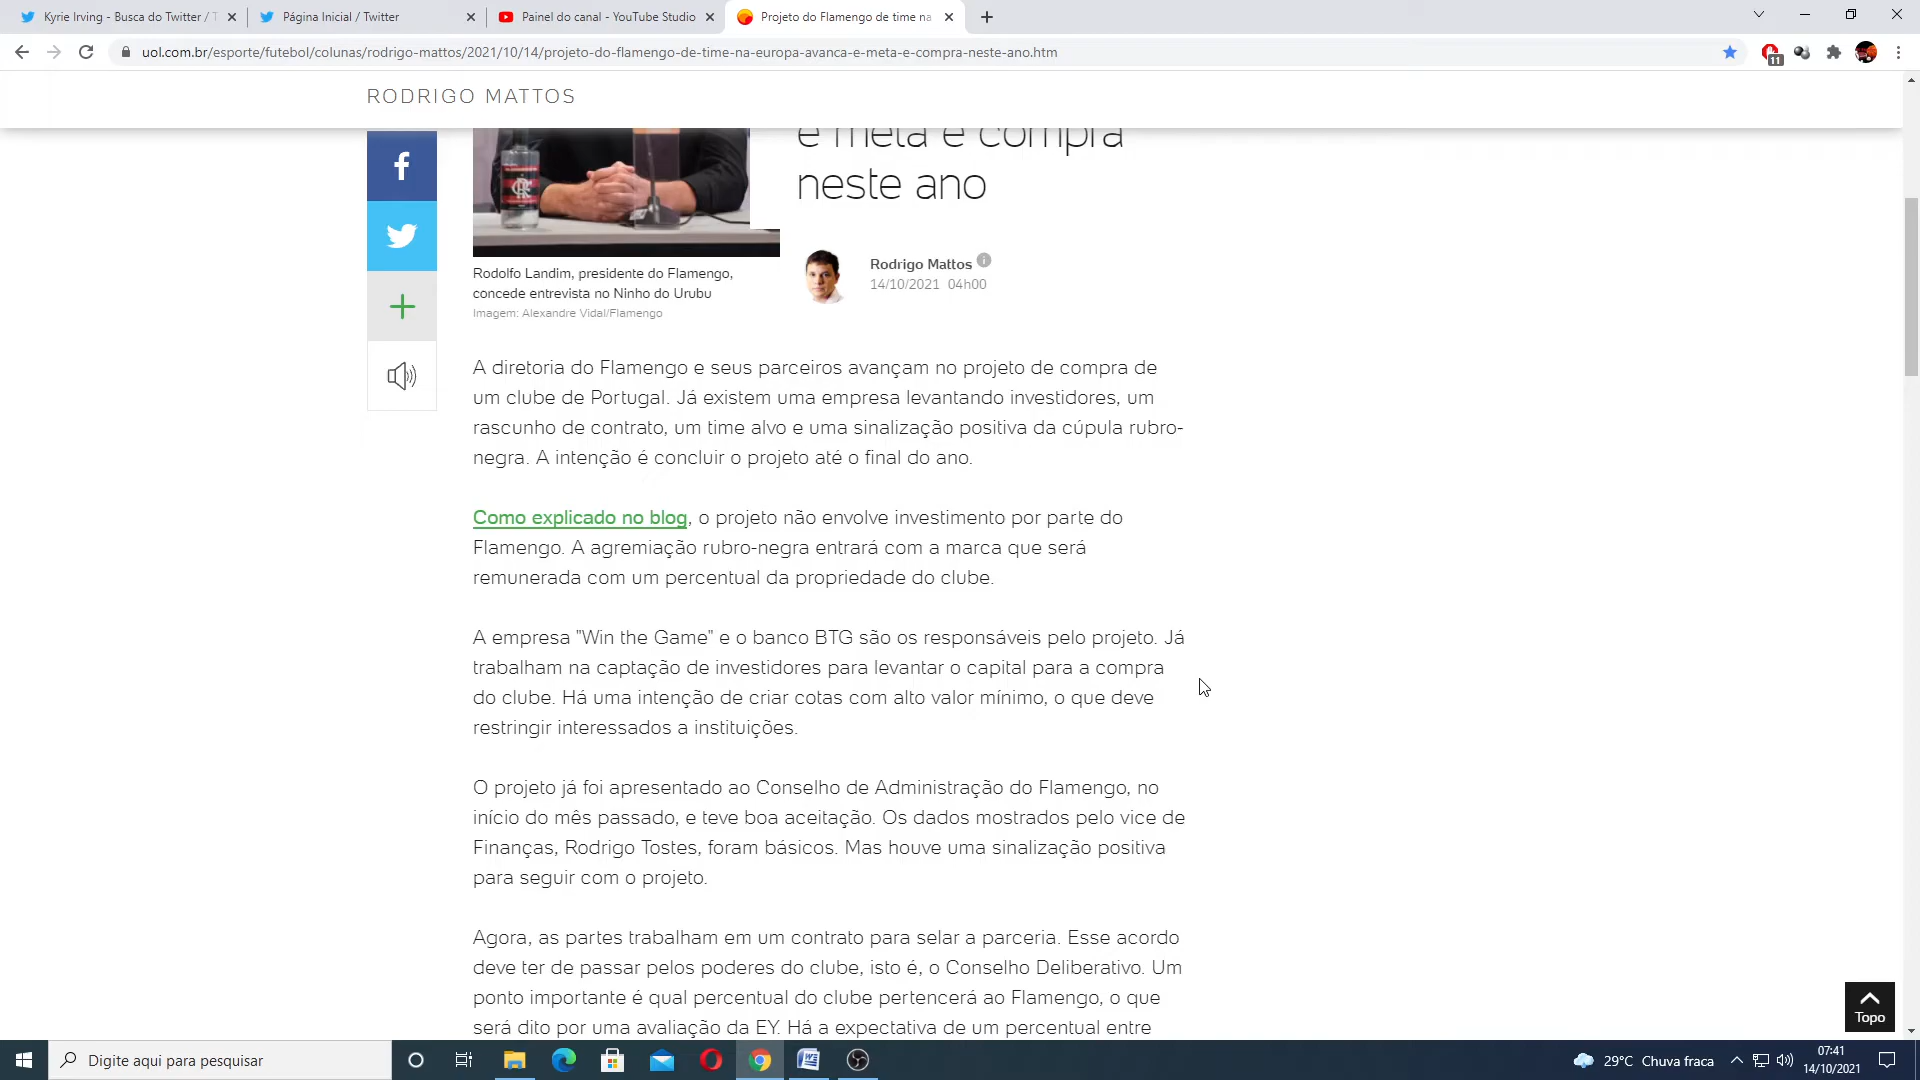 Kyrie Irving - Busca do Twitter / T
Página Inicial / Twitter
Painel do canal - YouTube Studio
Projeto do Flamengo de time na
uol.com.br/esporte/futebol/colunas/rodrigo-mattos/2021/10/14/projeto-do-flamengo-de-time-na-europa-avanca-e-meta-e-compra-neste-ano.htm
11
RODRIGO MATTOS
e meta é compra
neste ano
Rodrigo Mattos
14/10/2021 04h00
Rodolfo Landim, presidente do Flamengo,
concede entrevista no Ninho do Urubu
Imagem: Alexandre Vidal/Flamengo
A diretoria do Flamengo e seus parceiros avançam no projeto de compra de
um clube de Portugal. Já existem uma empresa levantando investidores, um
rascunho de contrato, um time alvo e uma sinalização positiva da cúpula rubro-
negra. A intenção é concluir o projeto até o final do ano.
Como explicado no blog, o projeto não envolve investimento por parte do
Flamengo. A agremiação rubro-negra entrará com a marca que será
remunerada com um percentual da propriedade do clube.
A empresa "Win the Game" e o banco BTG são os responsáveis pelo projeto. Já
trabalham na captação de investidores para levantar o capital para a compra
do clube. Há uma intenção de criar cotas com alto valor mínimo, o que deve
restringir interessados a instituições.
O projeto já foi apresentado ao Conselho de Administração do Flamengo, no
início do mês passado, e teve boa aceitação. Os dados mostrados pelo vice de
Finanças, Rodrigo Tostes, foram básicos. Mas houve uma sinalização positiva
para seguir com o projeto.
Agora, as partes trabalham em um contrato para selar a parceria. Esse acordo
deve ter de passar pelos poderes do clube, isto é, o Conselho Deliberativo. Um
ponto importante é qual percentual do clube pertencerá ao Flamengo, o que
será dito por uma avaliação da EY. Há a expectativa de um percentual entre
Topo
Digite aqui para pesquisar
29°C Chuva fraca
07:41
14/10/2021